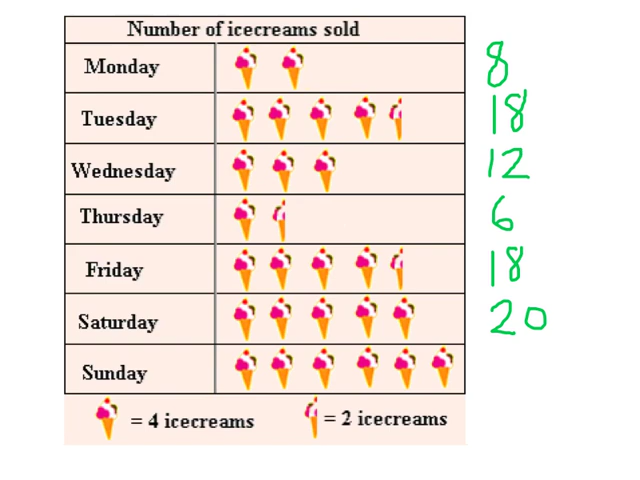 Number of icecreams sold
Monday 8
Tuesday 18
Wednesday 12
Thursday 6
Friday 18
Saturday 20
Sunday
= 4 icecreams = 2 icecreams